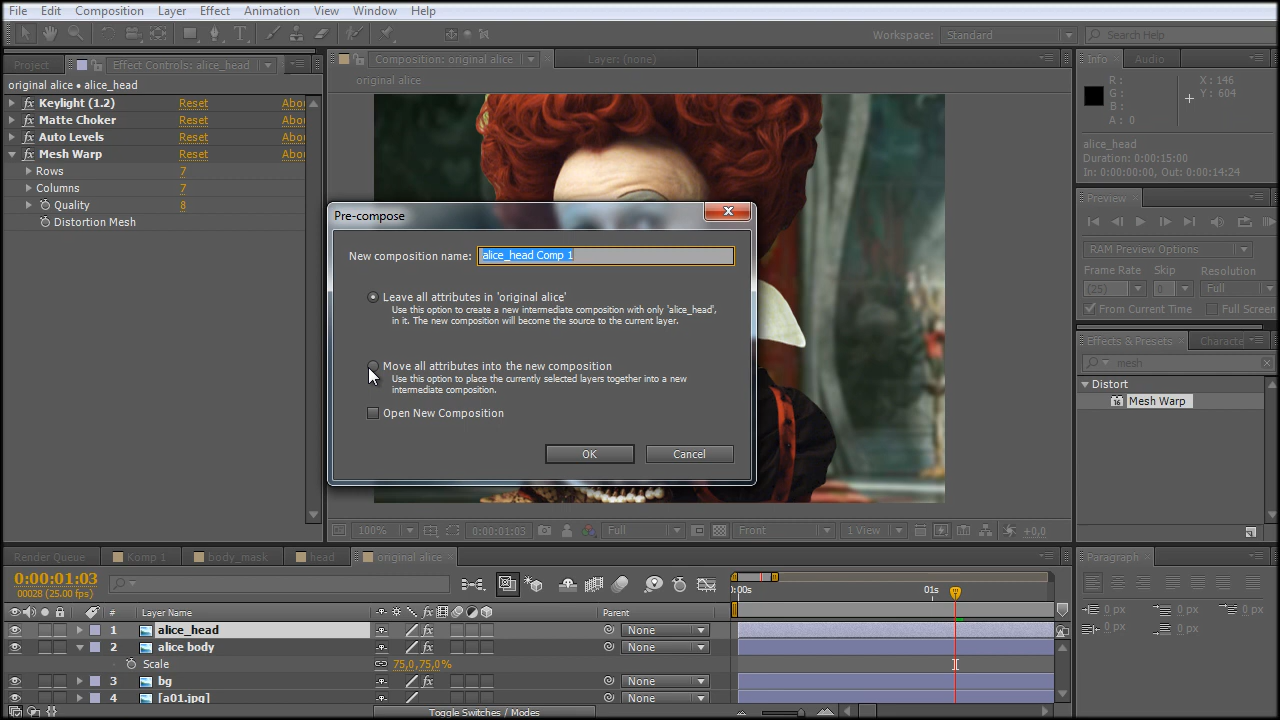 File Edit Composition Layer Effect Animation View Window Help
Workspace: Standard Search Help
Project Effect Controls: alice_head Composition: original alice Layer: (none) Info Audio
original alice • alice_head
original alice
Keylight (1.2) Reset Abou
Matte Choker Reset Abou
Auto Levels Reset Abou
Mesh Warp Reset Abou
Rows 7
Columns 7
Quality 8
Distortion Mesh
R :
G :
B :
A : 0
X : 146
Y : 604
alice_head
Duration: 0:00:15:00
In: 0:00:00:00, Out: 0:00:14:24
Preview
RAM Preview Options
Frame Rate Skip Resolution
(25) 0 Full
From Current Time Full Screen
Effects & Presets Characte
mesh
Distort
16 Mesh Warp
Pre-compose
New composition name: alice_head Comp 1
Leave all attributes in 'original alice'
Use this option to create a new intermediate composition with only 'alice_head',
in it. The new composition will become the source to the current layer.
Move all attributes into the new composition
Use this option to place the currently selected layers together into a new
intermediate composition.
Open New Composition
OK Cancel
100% 0:00:01:03 Full Front 1 View +0,0
Render Queue Komp 1 body_mask head original alice
0:00:01:03
00028 (25.00 fps)
0:00s 01s
# Layer Name Parent
1 alice_head fx None
2 alice body None
Scale 75,0,75,0%
3 bg fx None
4 [a01.jpg] None
Toggle Switches / Modes
Paragraph
0 px 0 px 0 px
0 px 0 px